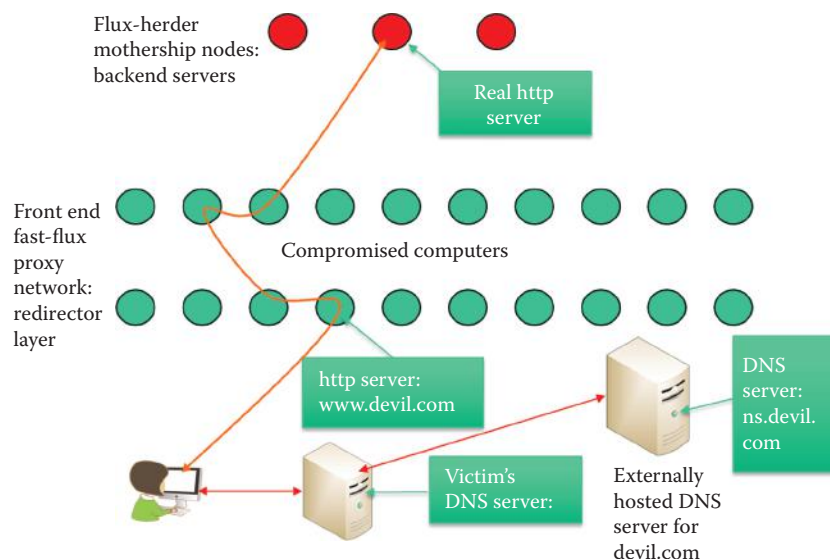 Flux-herder
mothership nodes:
backend servers
Real http
server
Front end
fast-flux
proxy
network:
redirector
layer
Compromised computers
http server:
www.devil.com
DNS
server:
ns.devil.
com
Victim's
DNS server:
Externally
hosted DNS
server for
devil.com